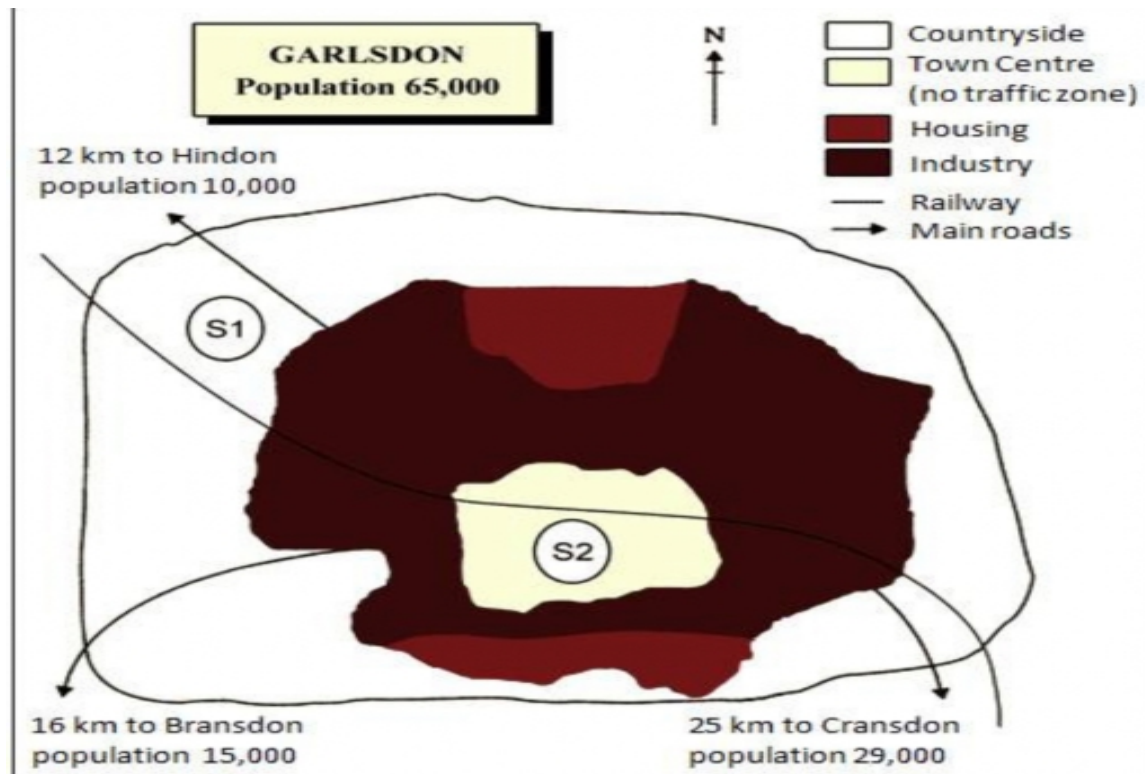 GARLSDON
Population 65,000
N
Countryside
Town Centre
(no traffic zone)
Housing
Industry
Railway
Main roads
12 km to Hindon
population 10,000
S1
S2
16 km to Bransdon
population 15,000
25 km to Cransdon
population 29,000